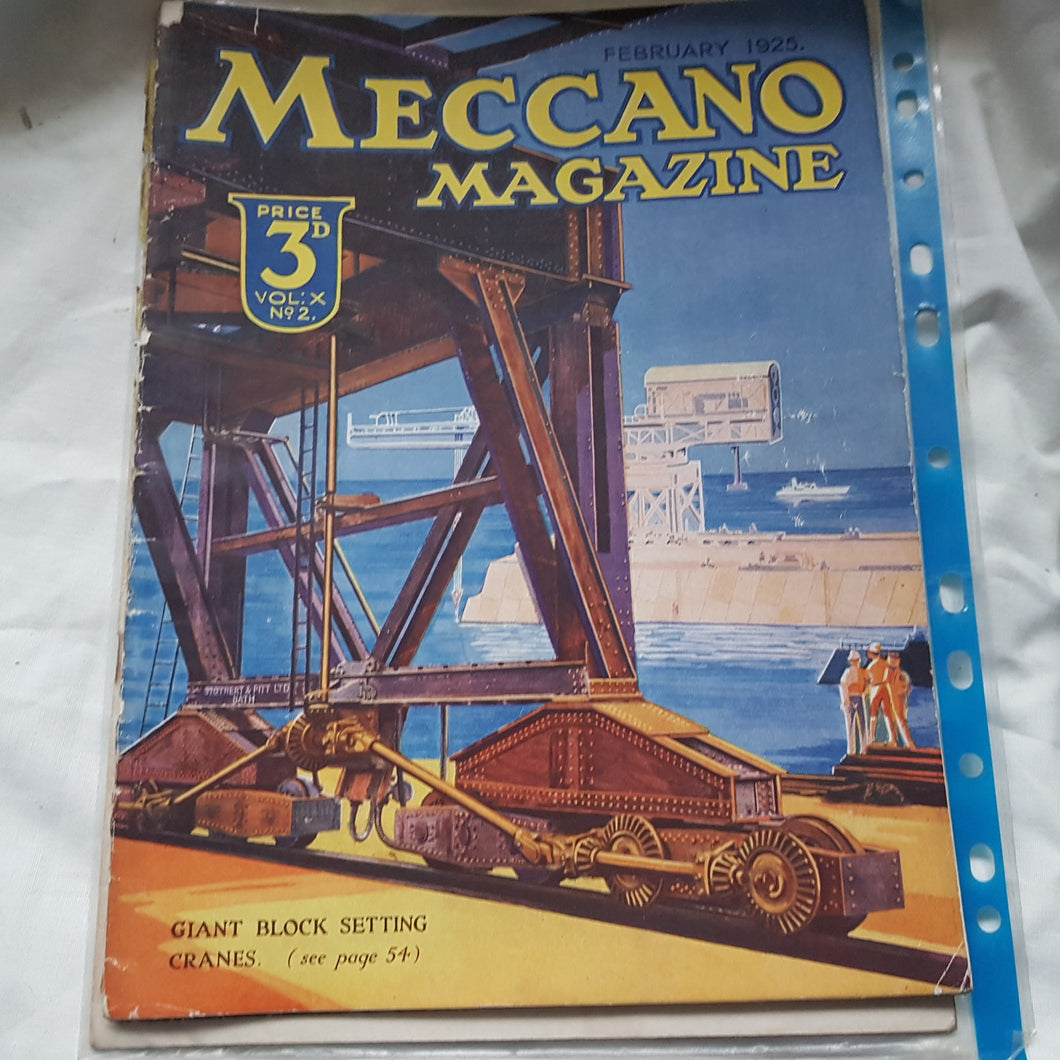 FEBRUARY 1925.
MECCANO
MAGAZINE
PRICE
3D
VOL: X
Nº 2.
STOTHERT & PITT LTD
BATH
GIANT BLOCK SETTING
CRANES. (see page 54)